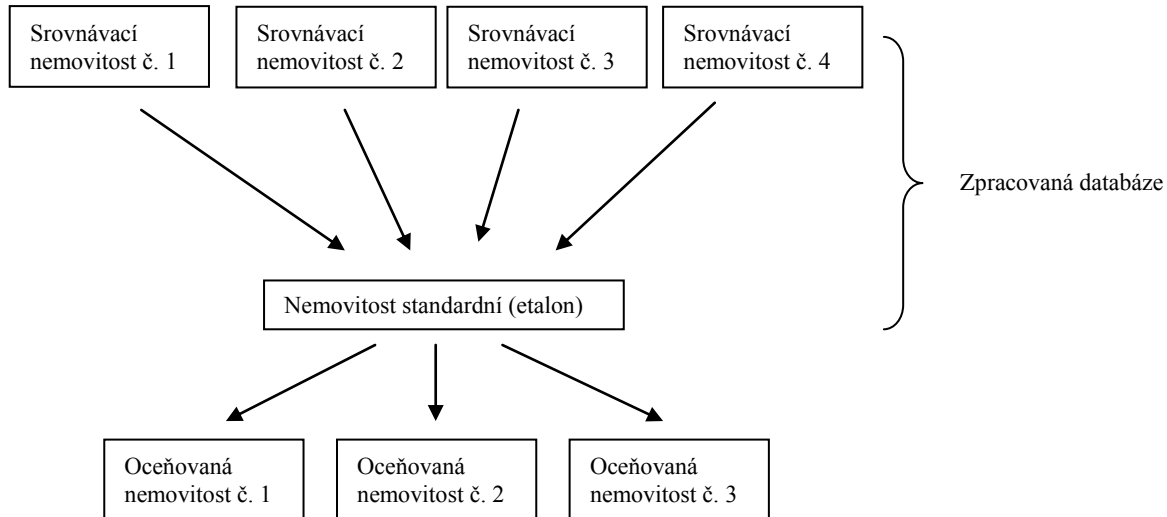 Srovnávací
nemovitost č. 1
Srovnávací
nemovitost č. 2
Srovnávací
nemovitost č. 3
Srovnávací
nemovitost č. 4
Zpracovaná databáze
Nemovitost standardní (etalon)
Oceňovaná
nemovitost č. 1
Oceňovaná
nemovitost č. 2
Oceňovaná
nemovitost č. 3